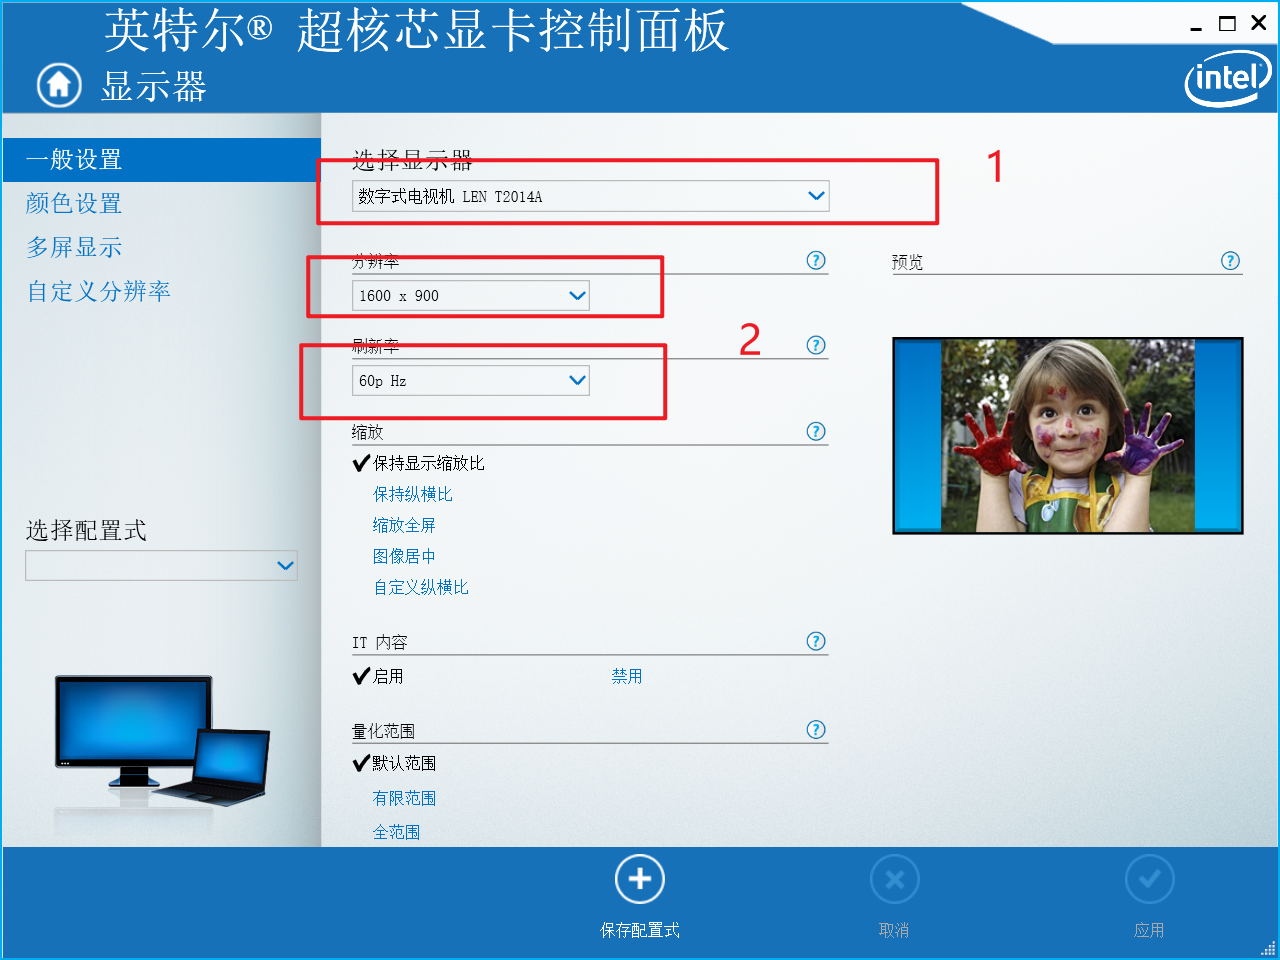 英特尔® 超核芯显卡控制面板
显示器
intel
一般设置
颜色设置
多屏显示
自定义分辨率
选择配置式
选择显示器
1
数字式电视机 LEN T2014A
分辨率
?
1600 x 900
刷新率
2
?
60p Hz
缩放
?
保持显示缩放比
保持纵横比
缩放全屏
图像居中
自定义纵横比
IT 内容
?
启用
禁用
量化范围
?
默认范围
有限范围
全范围
预览
?
保存配置式
取消
应用